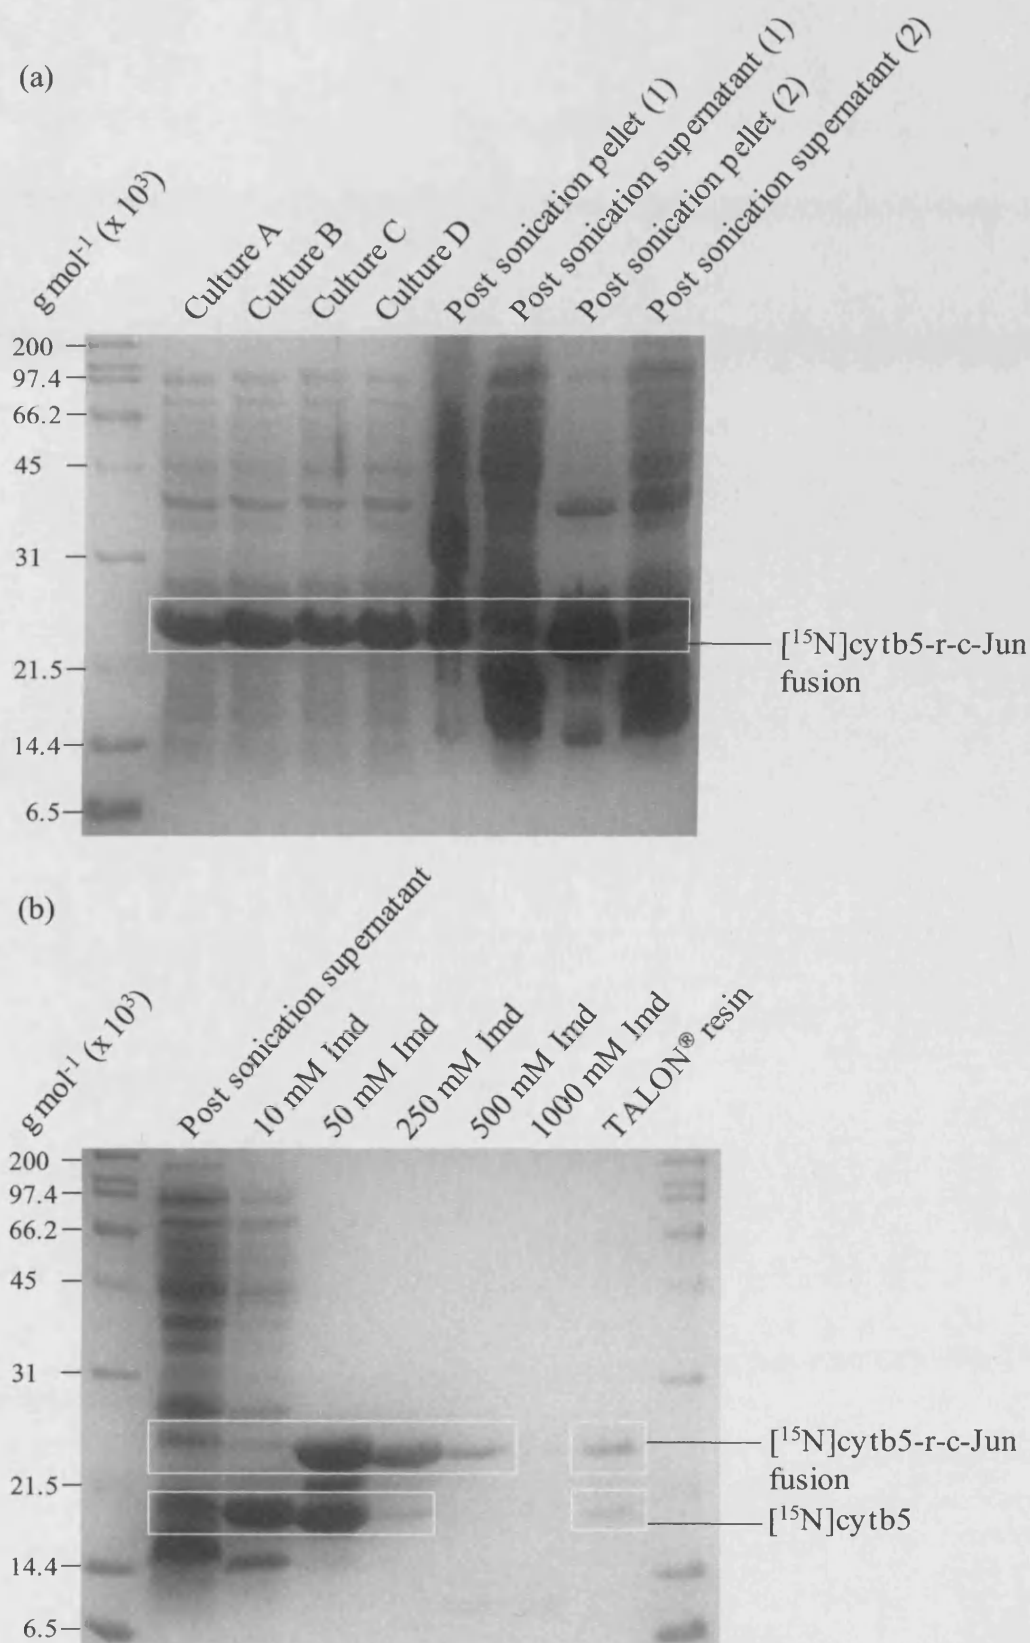 (a)
g mol⁻¹ (x 10³)
Culture A
Culture B
Culture C
Culture D
Post sonication pellet (1)
Post sonication supernatant (1)
Post sonication pellet (2)
Post sonication supernatant (2)
200
97.4
66.2
45
31
21.5
14.4
6.5
[¹⁵N]cytb5-r-c-Jun
fusion
(b)
g mol⁻¹ (x 10³)
Post sonication supernatant
10 mM Imd
50 mM Imd
250 mM Imd
500 mM Imd
1000 mM Imd
TALON® resin
200
97.4
66.2
45
31
21.5
14.4
6.5
[¹⁵N]cytb5-r-c-Jun
fusion
[¹⁵N]cytb5